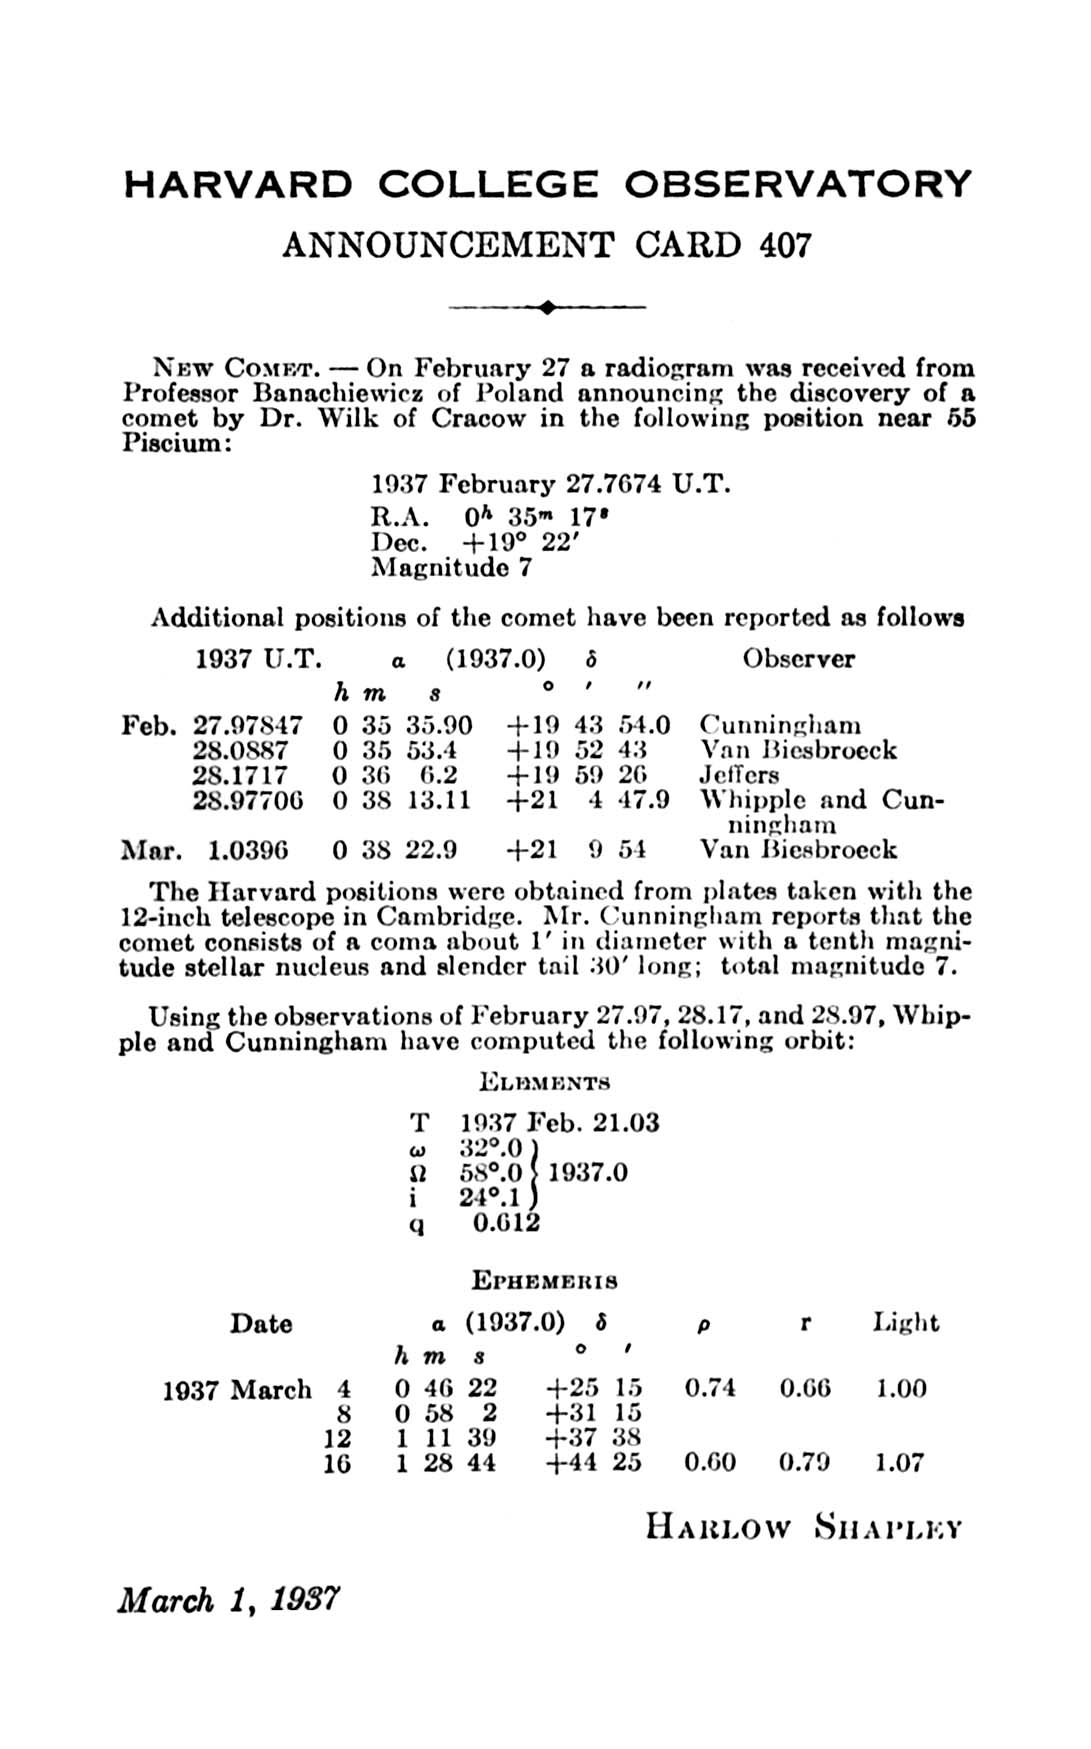 HARVARD COLLEGE OBSERVATORY
ANNOUNCEMENT CARD 407
NEW COMET. — On February 27 a radiogram was received from
Professor Banachiewicz of Poland announcing the discovery of a
comet by Dr. Wilk of Cracow in the following position near 55
Piscium:
1937 February 27.7674 U.T.
R.A. 0ʰ 35ᵐ 17ˢ
Dec. +19° 22′
Magnitude 7
Additional positions of the comet have been reported as follows
1937 U.T. α (1937.0) δ Observer
h m s ° ′ ″
Feb. 27.97847 0 35 35.90 +19 43 54.0 Cunningham
28.0887 0 35 53.4 +19 52 43 Van Biesbroeck
28.1717 0 36 6.2 +19 59 26 Jeffers
28.97706 0 38 13.11 +21 4 47.9 Whipple and Cun-
ningham
Mar. 1.0396 0 38 22.9 +21 9 54 Van Biesbroeck
The Harvard positions were obtained from plates taken with the
12-inch telescope in Cambridge. Mr. Cunningham reports that the
comet consists of a coma about 1′ in diameter with a tenth magni-
tude stellar nucleus and slender tail 30′ long; total magnitude 7.
Using the observations of February 27.97, 28.17, and 28.97, Whip-
ple and Cunningham have computed the following orbit:
ELEMENTS
T 1937 Feb. 21.03
ω 32°.0
Ω 58°.0 } 1937.0
i 24°.1
q 0.612
EPHEMERIS
Date α (1937.0) δ ρ r Light
h m s ° ′
1937 March 4 0 46 22 +25 15 0.74 0.66 1.00
8 0 58 2 +31 15
12 1 11 39 +37 38
16 1 28 44 +44 25 0.60 0.79 1.07
HARLOW SHAPLEY
March 1, 1937